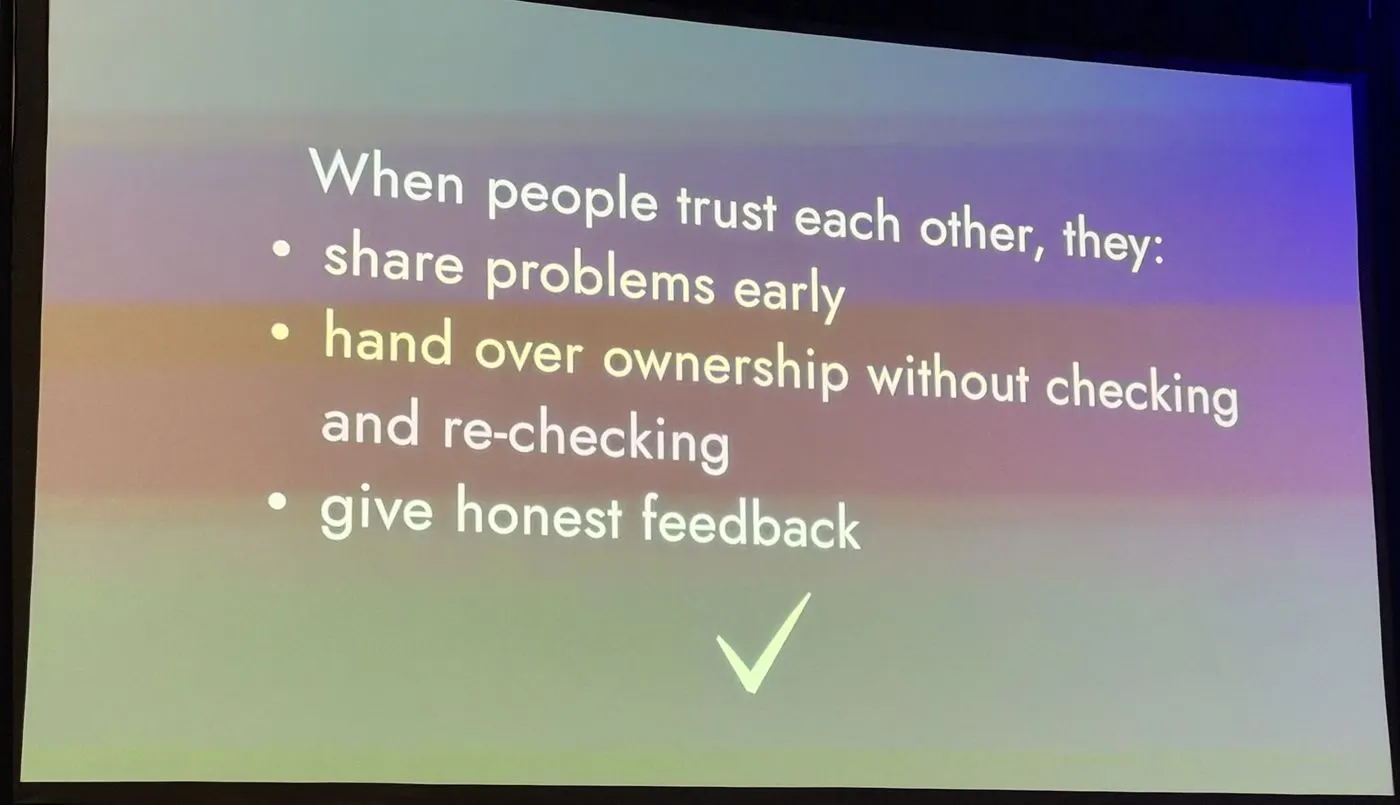 When people trust each other, they:
• share problems early
• hand over ownership without checking
and re-checking
• give honest feedback